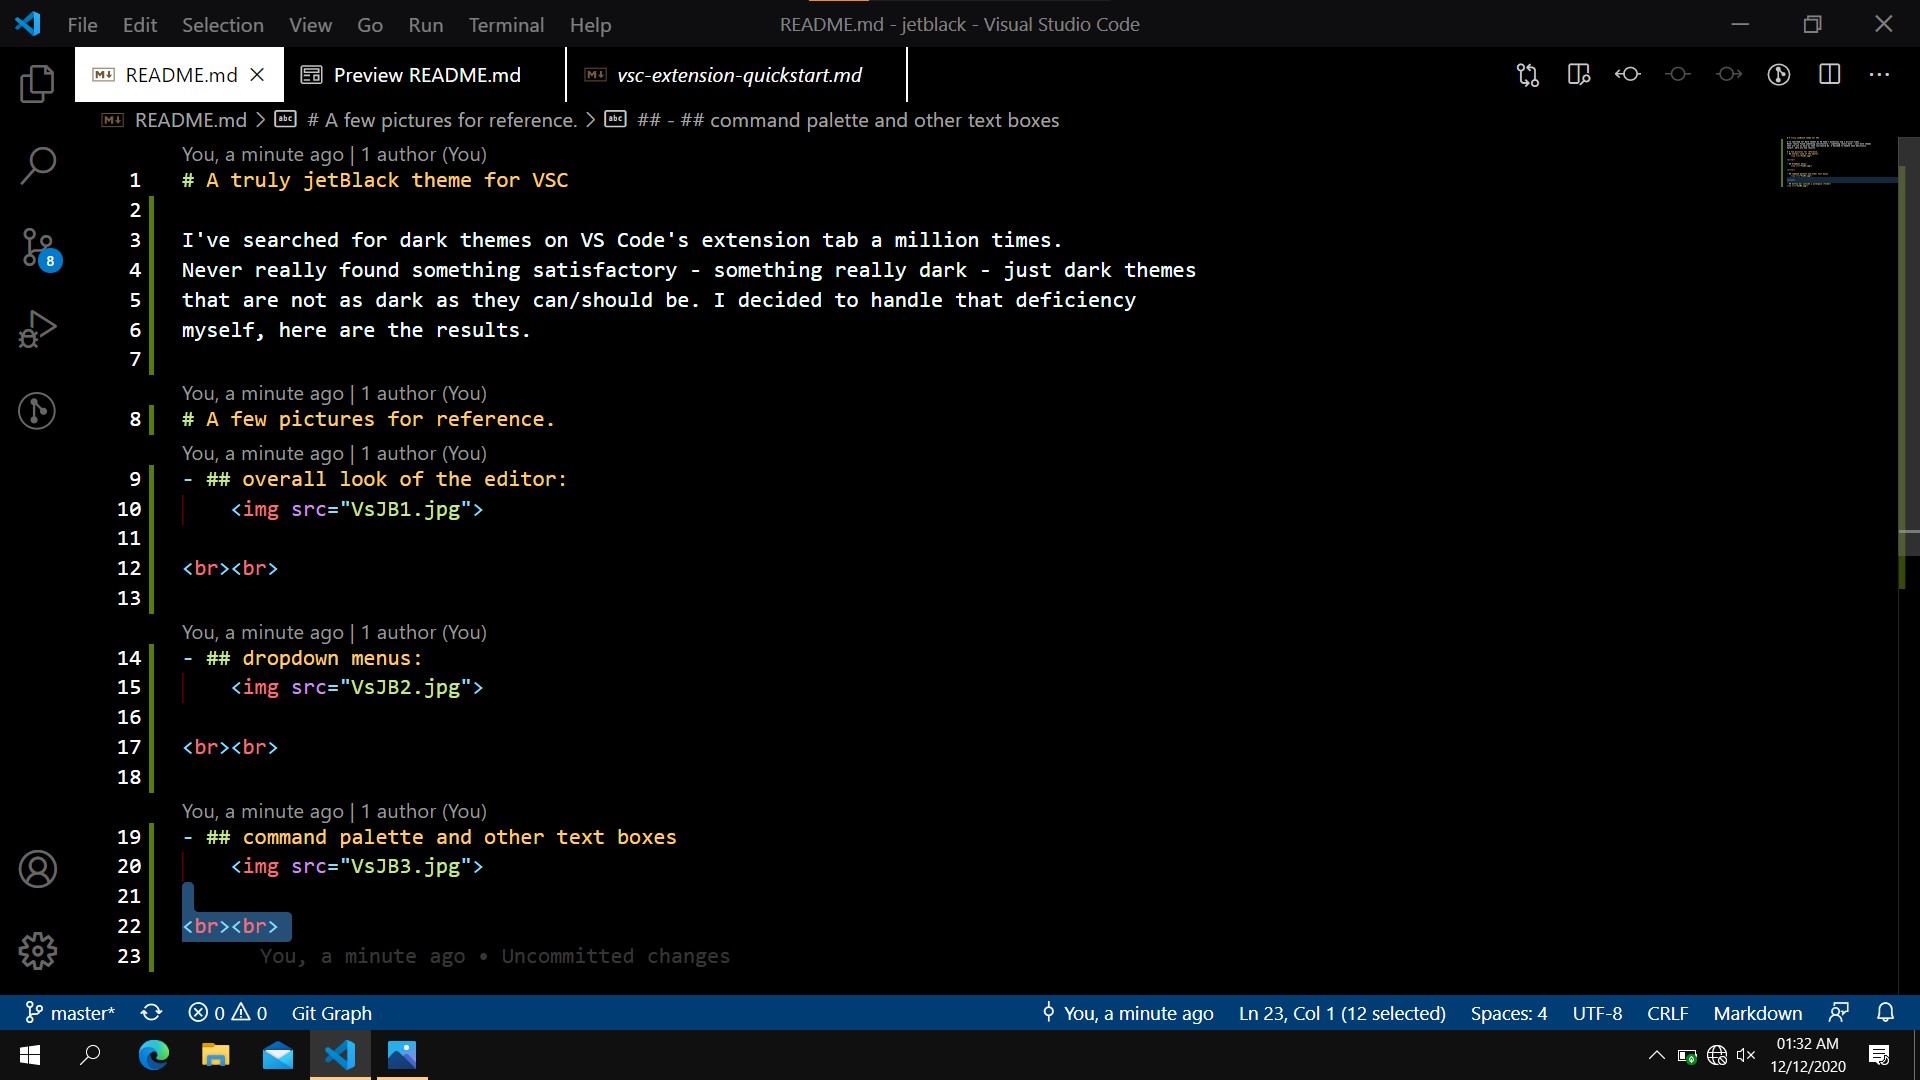 File Edit Selection View Go Run Terminal Help README.md - jetblack - Visual Studio Code
README.md Preview README.md vsc-extension-quickstart.md
README.md > # A few pictures for reference. > ## - ## command palette and other text boxes
You, a minute ago | 1 author (You)
1 # A truly jetBlack theme for VSC
2
3 I've searched for dark themes on VS Code's extension tab a million times.
4 Never really found something satisfactory - something really dark - just dark themes
5 that are not as dark as they can/should be. I decided to handle that deficiency
6 myself, here are the results.
7
You, a minute ago | 1 author (You)
8 # A few pictures for reference.
You, a minute ago | 1 author (You)
9 - ## overall look of the editor:
10 <img src="VsJB1.jpg">
11
12 <br><br>
13
You, a minute ago | 1 author (You)
14 - ## dropdown menus:
15 <img src="VsJB2.jpg">
16
17 <br><br>
18
You, a minute ago | 1 author (You)
19 - ## command palette and other text boxes
20 <img src="VsJB3.jpg">
21
22 <br><br>
23 You, a minute ago • Uncommitted changes
8
master* 0 0 Git Graph You, a minute ago Ln 23, Col 1 (12 selected) Spaces: 4 UTF-8 CRLF Markdown
01:32 AM
12/12/2020